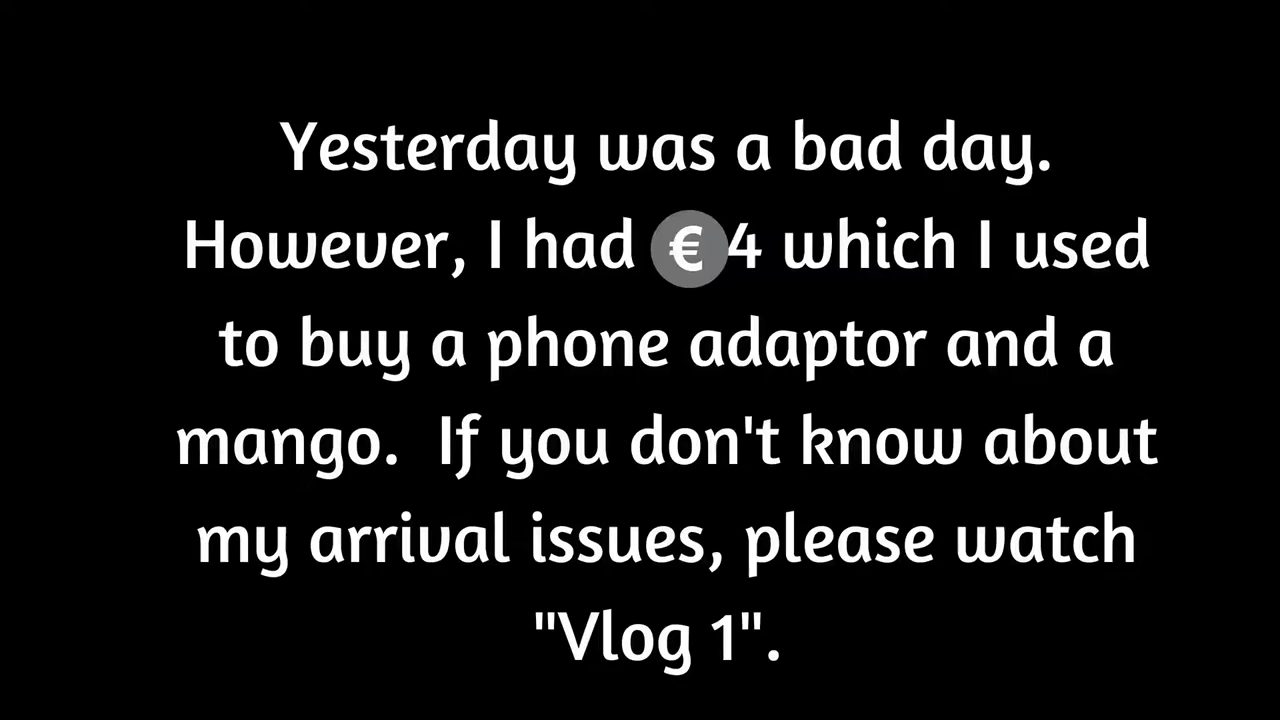 Yesterday was a bad day.
However, I had € 4 which I used
to buy a phone adaptor and a
mango.  If you don't know about
my arrival issues, please watch
"Vlog 1".